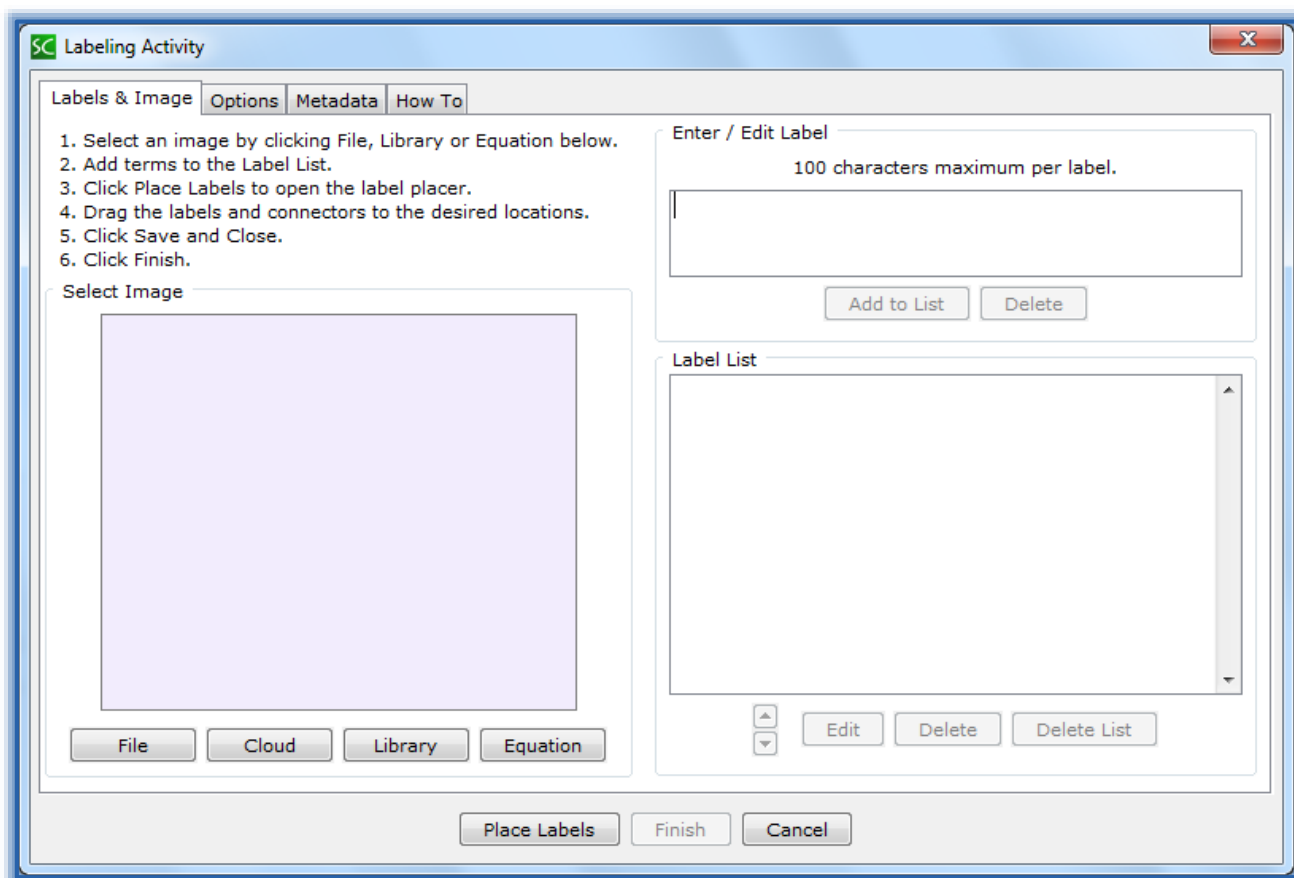 SC Labeling Activity
X
Labels & Image Options Metadata How To
1. Select an image by clicking File, Library or Equation below.
2. Add terms to the Label List.
3. Click Place Labels to open the label placer.
4. Drag the labels and connectors to the desired locations.
5. Click Save and Close.
6. Click Finish.
Select Image
File Cloud Library Equation
Enter / Edit Label
100 characters maximum per label.
Add to List Delete
Label List
Edit Delete Delete List
Place Labels Finish Cancel